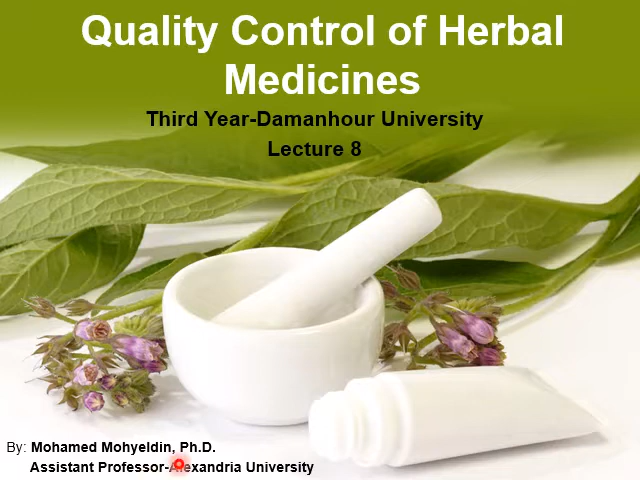 Quality Control of Herbal
Medicines
Third Year-Damanhour University
Lecture 8
By: Mohamed Mohyeldin, Ph.D.
Assistant Professor-Alexandria University